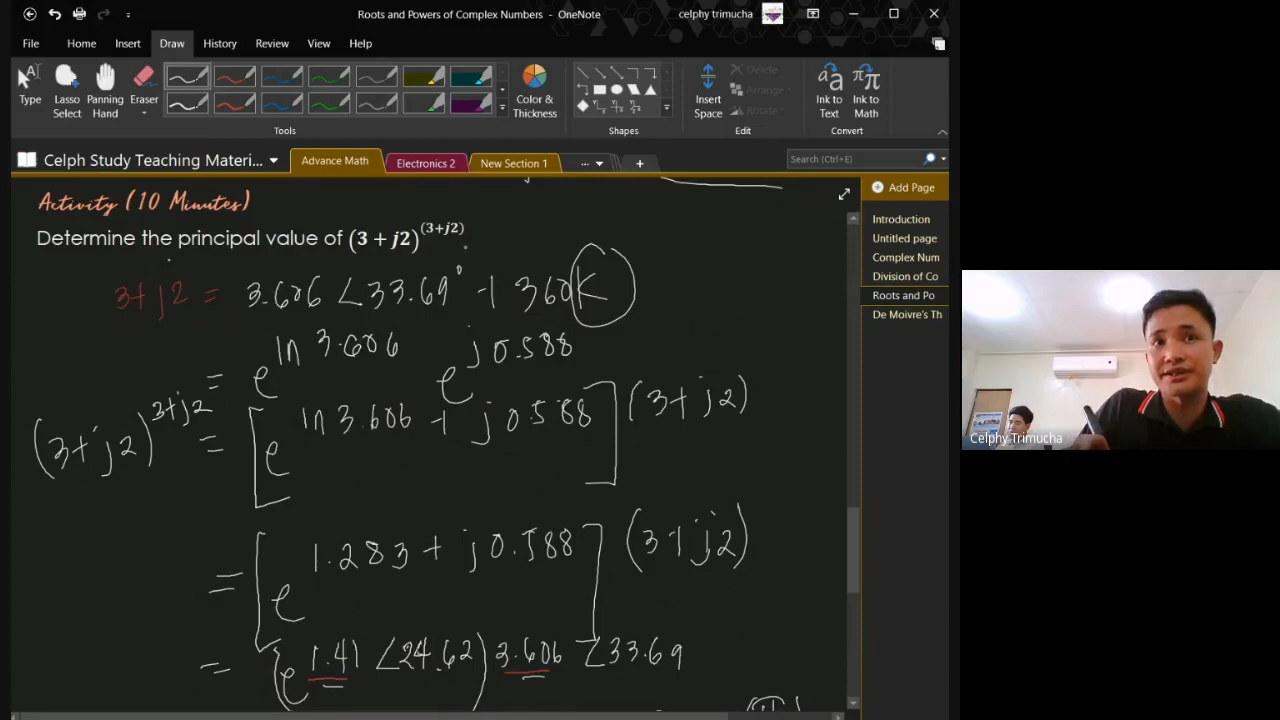 Roots and Powers of Complex Numbers - OneNote
celphy trimucha
File Home Insert Draw History Review View Help
Type
Lasso Select
Panning Hand
Eraser
Color & Thickness
Insert Space
Delete
Arrange
Rotate
Ink to Text
Ink to Math
Tools
Shapes
Edit
Convert
Celph Study Teaching Materi...
Advance Math
Electronics 2
New Section 1
Search (Ctrl+E)
Add Page
Introduction
Untitled page
Complex Num
Division of Co
Roots and Po
De Moivre's Th
Activity (10 Minutes)
Determine the principal value of (3 + j2)^(3+j2)
3+j2 = 3.606 ∠33.69° + 360K
= e^ln 3.606 e^j0.588
(3+j2)^3+j2 = [e^ln 3.606 + j0.588]^(3+j2)
= [e^1.283 + j0.588]^(3+j2)
= (e^1.41 ∠24.62)^3.606 ∠33.69
Celphy Trimucha